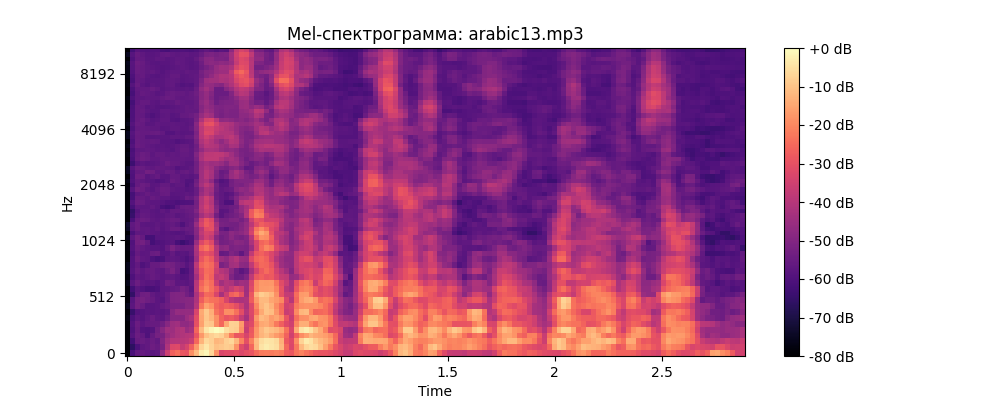 Mel-спектрограмма: arabic13.mp3
Hz
8192
4096
2048
1024
512
0
0
0.5
1
1.5
2
2.5
Time
+0 dB
-10 dB
-20 dB
-30 dB
-40 dB
-50 dB
-60 dB
-70 dB
-80 dB